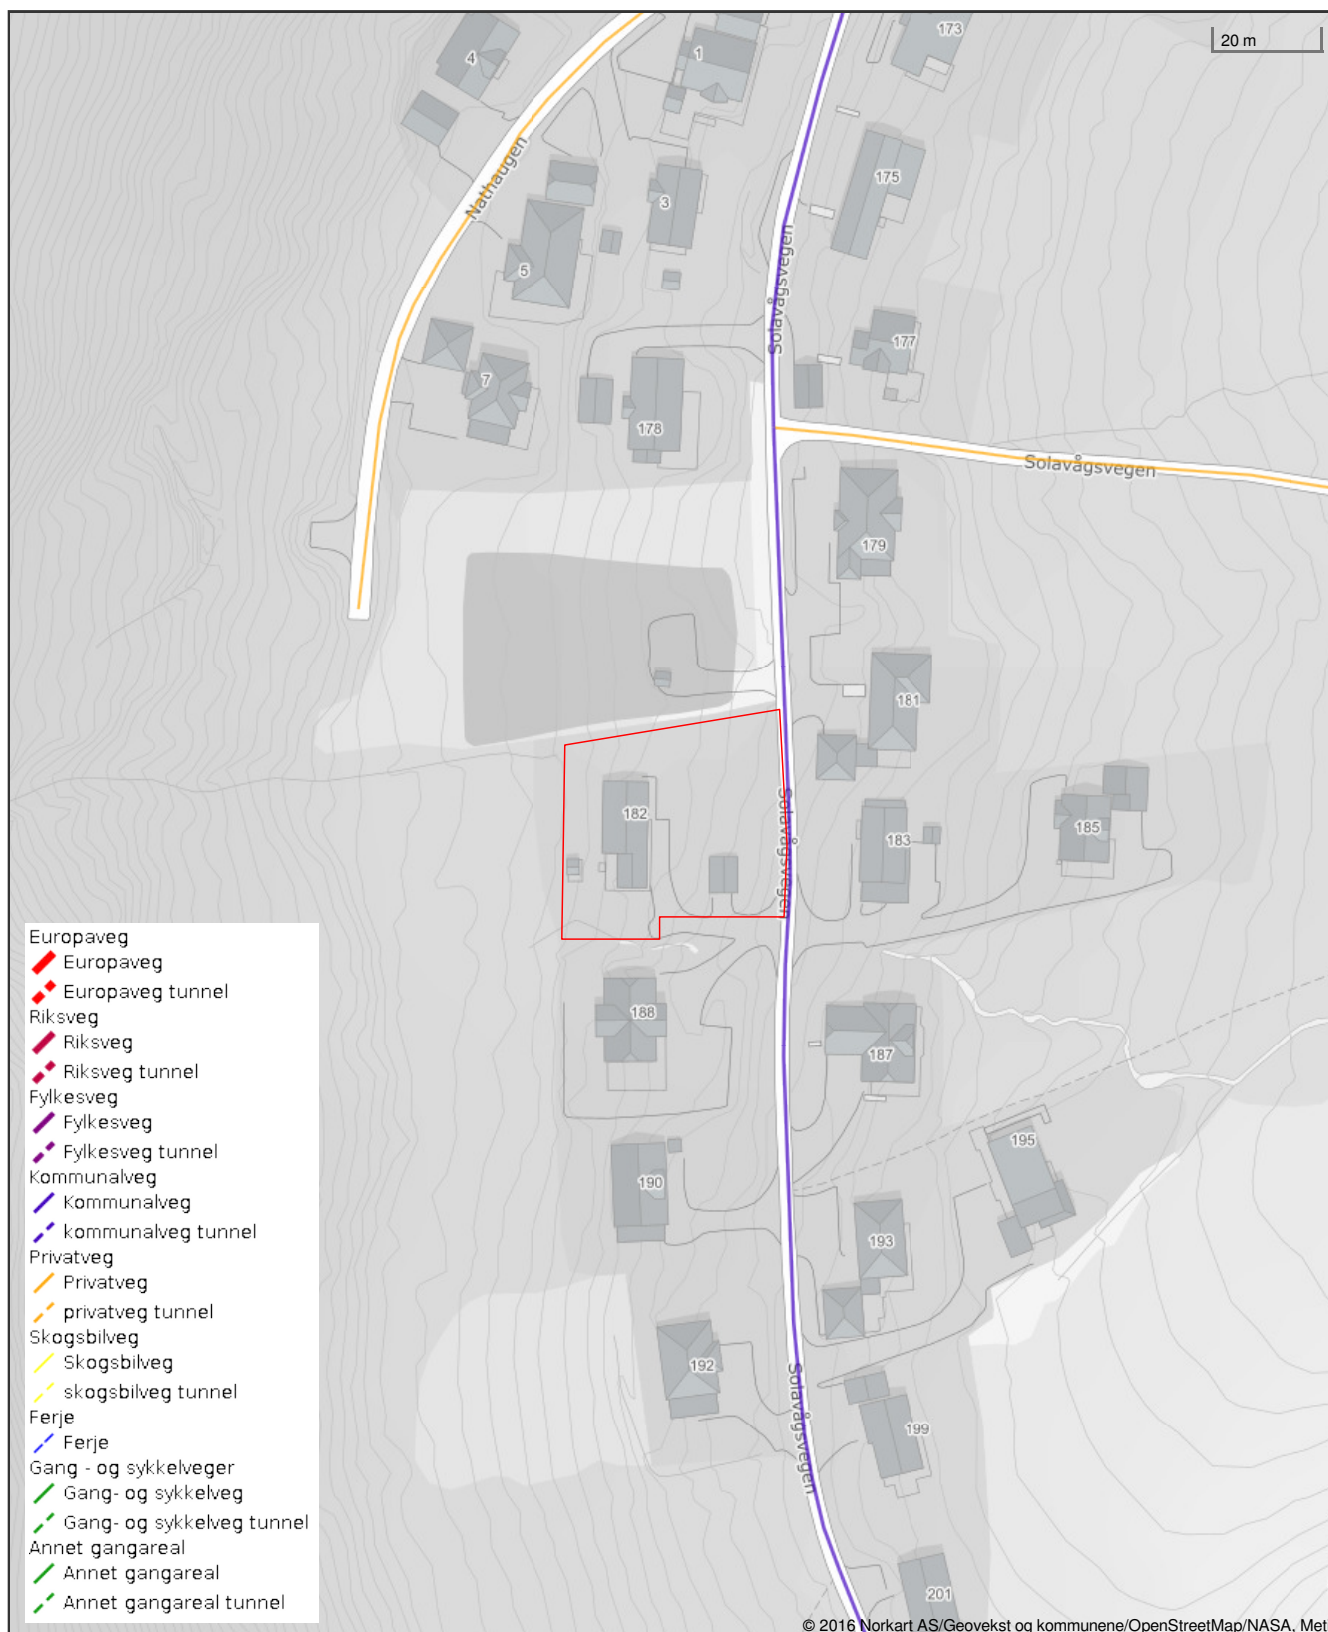 20 m
173
4
1
Nathaugen
175
3
5
Solavågsvegen
177
7
178
Solavågsvegen
179
181
182
Solavågsvegen
183
185
188
187
195
190
193
192
Solavågsvegen
199
201
Europaveg
Europaveg
Europaveg tunnel
Riksveg
Riksveg
Riksveg tunnel
Fylkesveg
Fylkesveg
Fylkesveg tunnel
Kommunalveg
Kommunalveg
kommunalveg tunnel
Privatveg
Privatveg
privatveg tunnel
Skogsbilveg
Skogsbilveg
skogsbilveg tunnel
Ferje
Ferje
Gang - og sykkelveger
Gang- og sykkelveg
Gang- og sykkelveg tunnel
Annet gangareal
Annet gangareal
Annet gangareal tunnel
© 2016 Norkart AS/Geovekst og kommunene/OpenStreetMap/NASA, Met